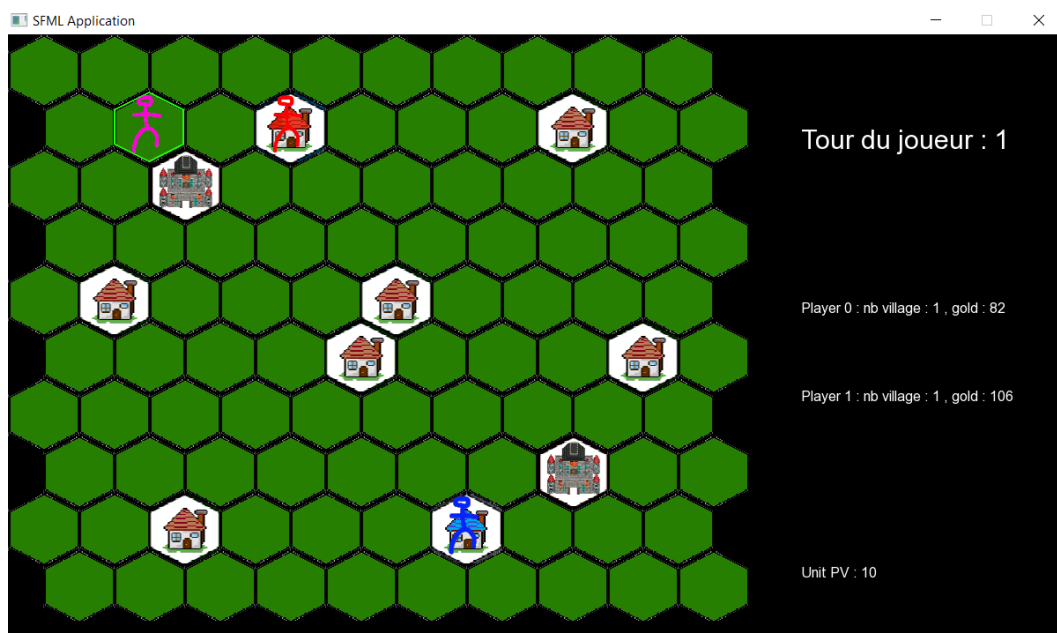 SFML Application
Tour du joueur : 1
Player 0 : nb village : 1 , gold : 82
Player 1 : nb village : 1 , gold : 106
Unit PV : 10